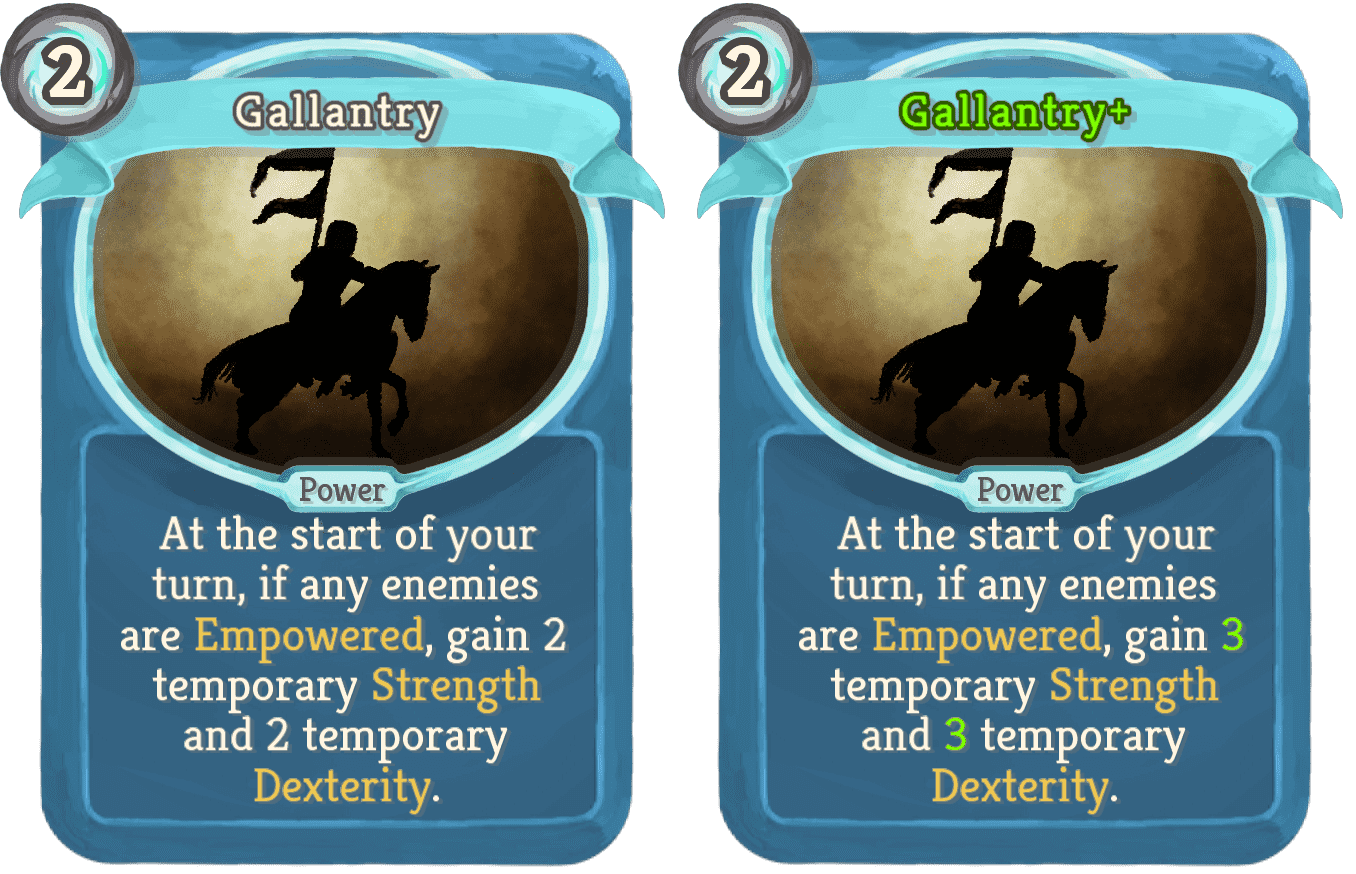 2
Gallantry
Power
At the start of your
turn, if any enemies
are Empowered, gain 2
temporary Strength
and 2 temporary
Dexterity.
2
Gallantry+
Power
At the start of your
turn, if any enemies
are Empowered, gain 3
temporary Strength
and 3 temporary
Dexterity.